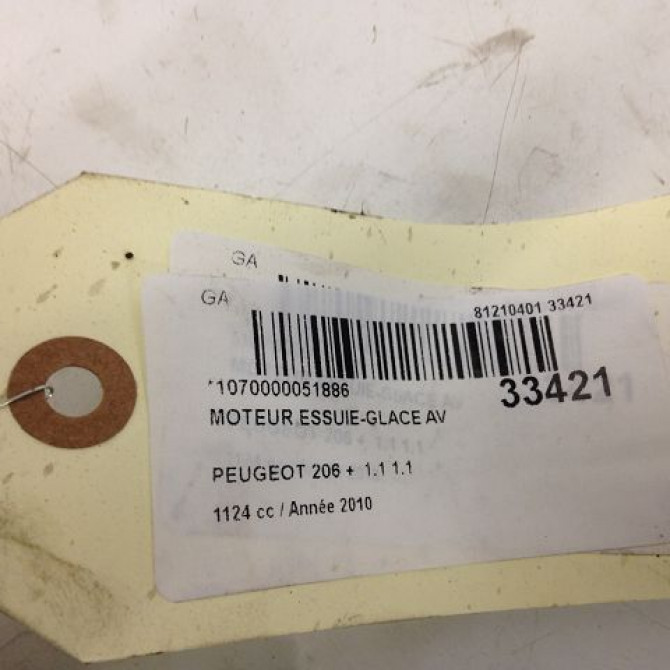 GA
GA
81210401 33421
*1070000051886
33421
MOTEUR ESSUIE-GLACE AV
PEUGEOT 206 + 1.1 1.1
1124 cc / Année 2010